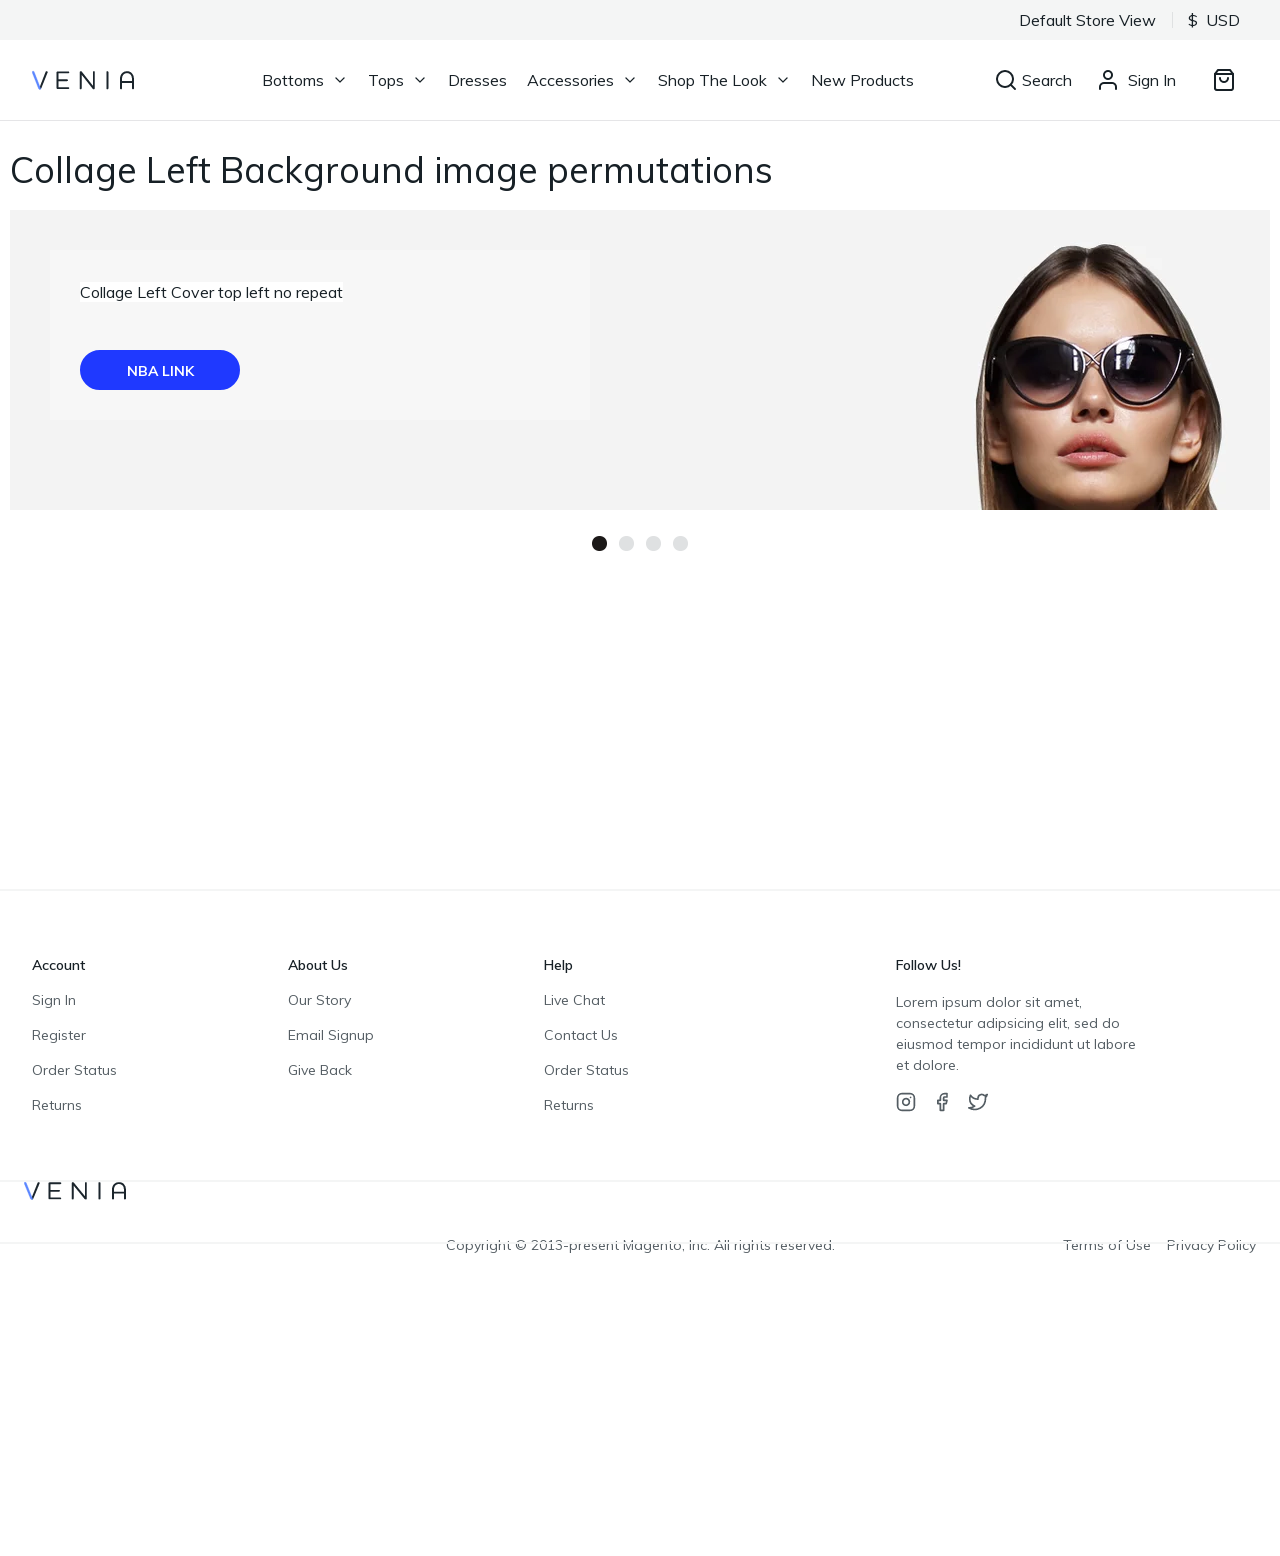 Default Store View
$ USD
VENIA
Bottoms
Tops
Dresses
Accessories
Shop The Look
New Products
Search
Sign In
Collage Left Background image permutations
Collage Left Cover top left no repeat
NBA LINK
Account
Sign In
Register
Order Status
Returns
About Us
Our Story
Email Signup
Give Back
Help
Live Chat
Contact Us
Order Status
Returns
Follow Us!
Lorem ipsum dolor sit amet,
consectetur adipsicing elit, sed do
eiusmod tempor incididunt ut labore
et dolore.
VENIA
Copyright © 2013-present Magento, Inc. All rights reserved.
Terms of Use
Privacy Policy